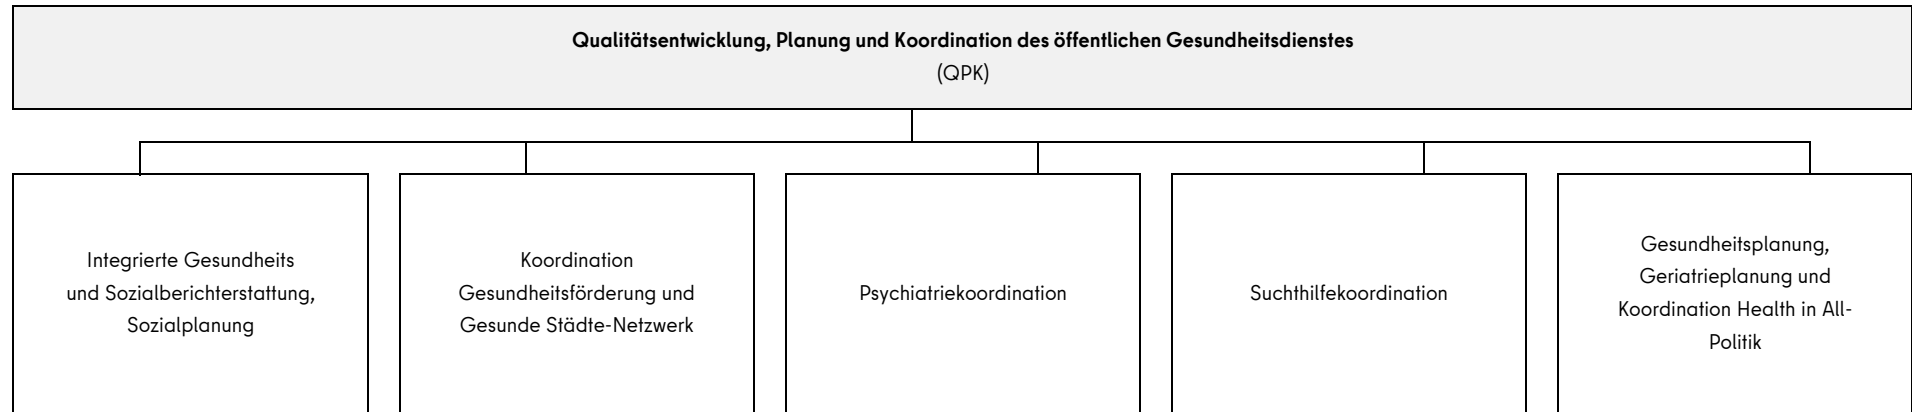 Qualitätsentwicklung, Planung und Koordination des öffentlichen Gesundheitsdienstes
(QPK)
Integrierte Gesundheits
und Sozialberichterstattung,
Sozialplanung
Koordination
Gesundheitsförderung und
Gesunde Städte-Netzwerk
Psychiatriekoordination
Suchthilfekoordination
Gesundheitsplanung,
Geriatrieplanung und
Koordination Health in All-
Politik